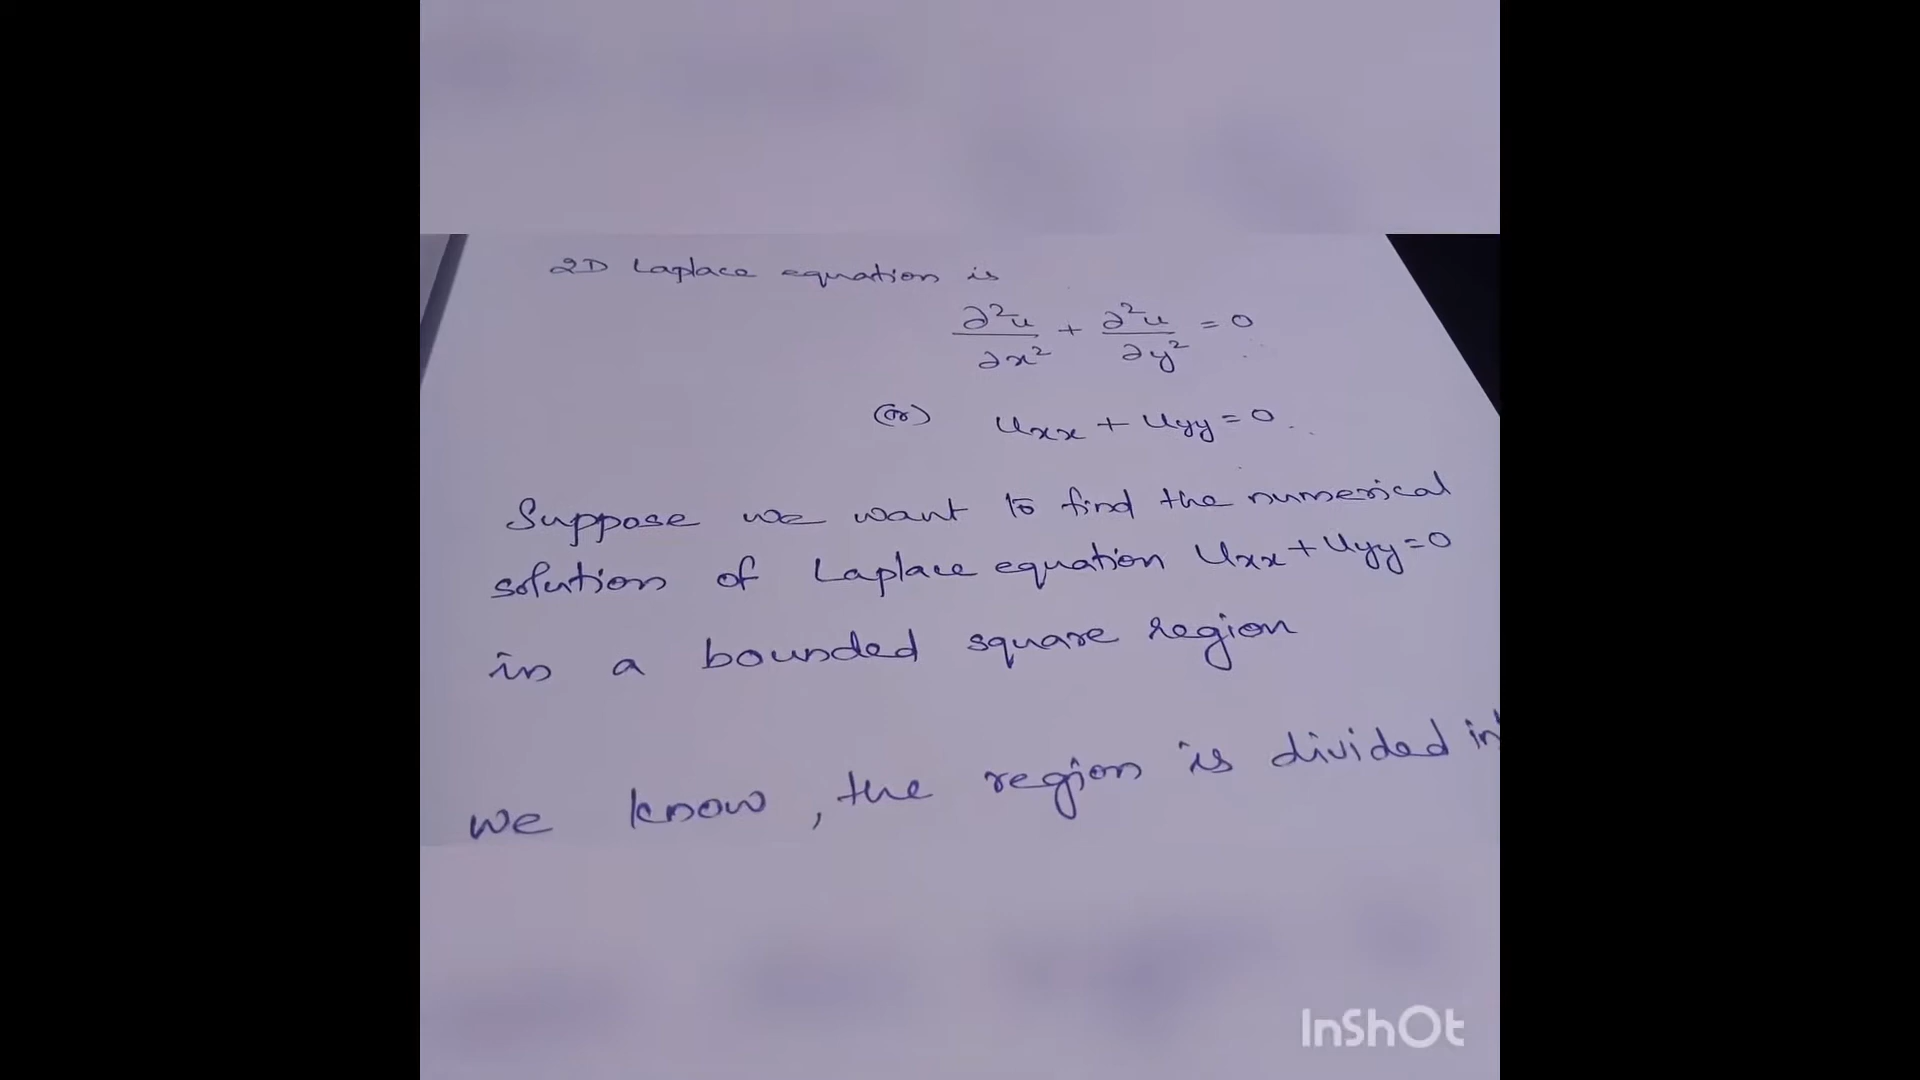 2D Laplace equation is
∂²u/∂x² + ∂²u/∂y² = 0
(or) Uxx + Uyy = 0.
Suppose we want to find the numerical
solution of Laplace equation Uxx + Uyy = 0
in a bounded square region
we know, the region is divided
InShOt